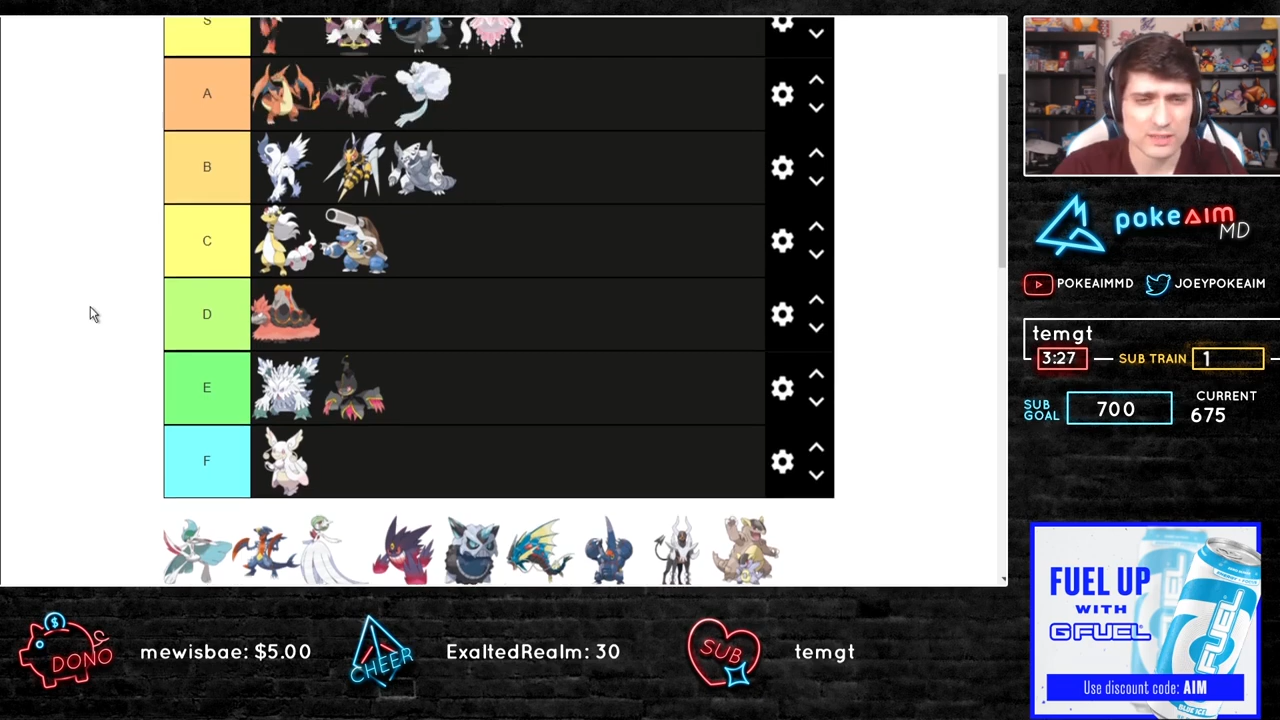 S
A
B
C
D
E
F
pokeAIM
MD
POKEAIMMD JOEYPOKEAIM
temgt
3:27 SUB TRAIN 1
SUB GOAL 700 CURRENT 675
FUEL UP
WITH
G FUEL
Use discount code: AIM
DONO mewisbae: $5.00 CHEER ExaltedRealm: 30 SUB temgt